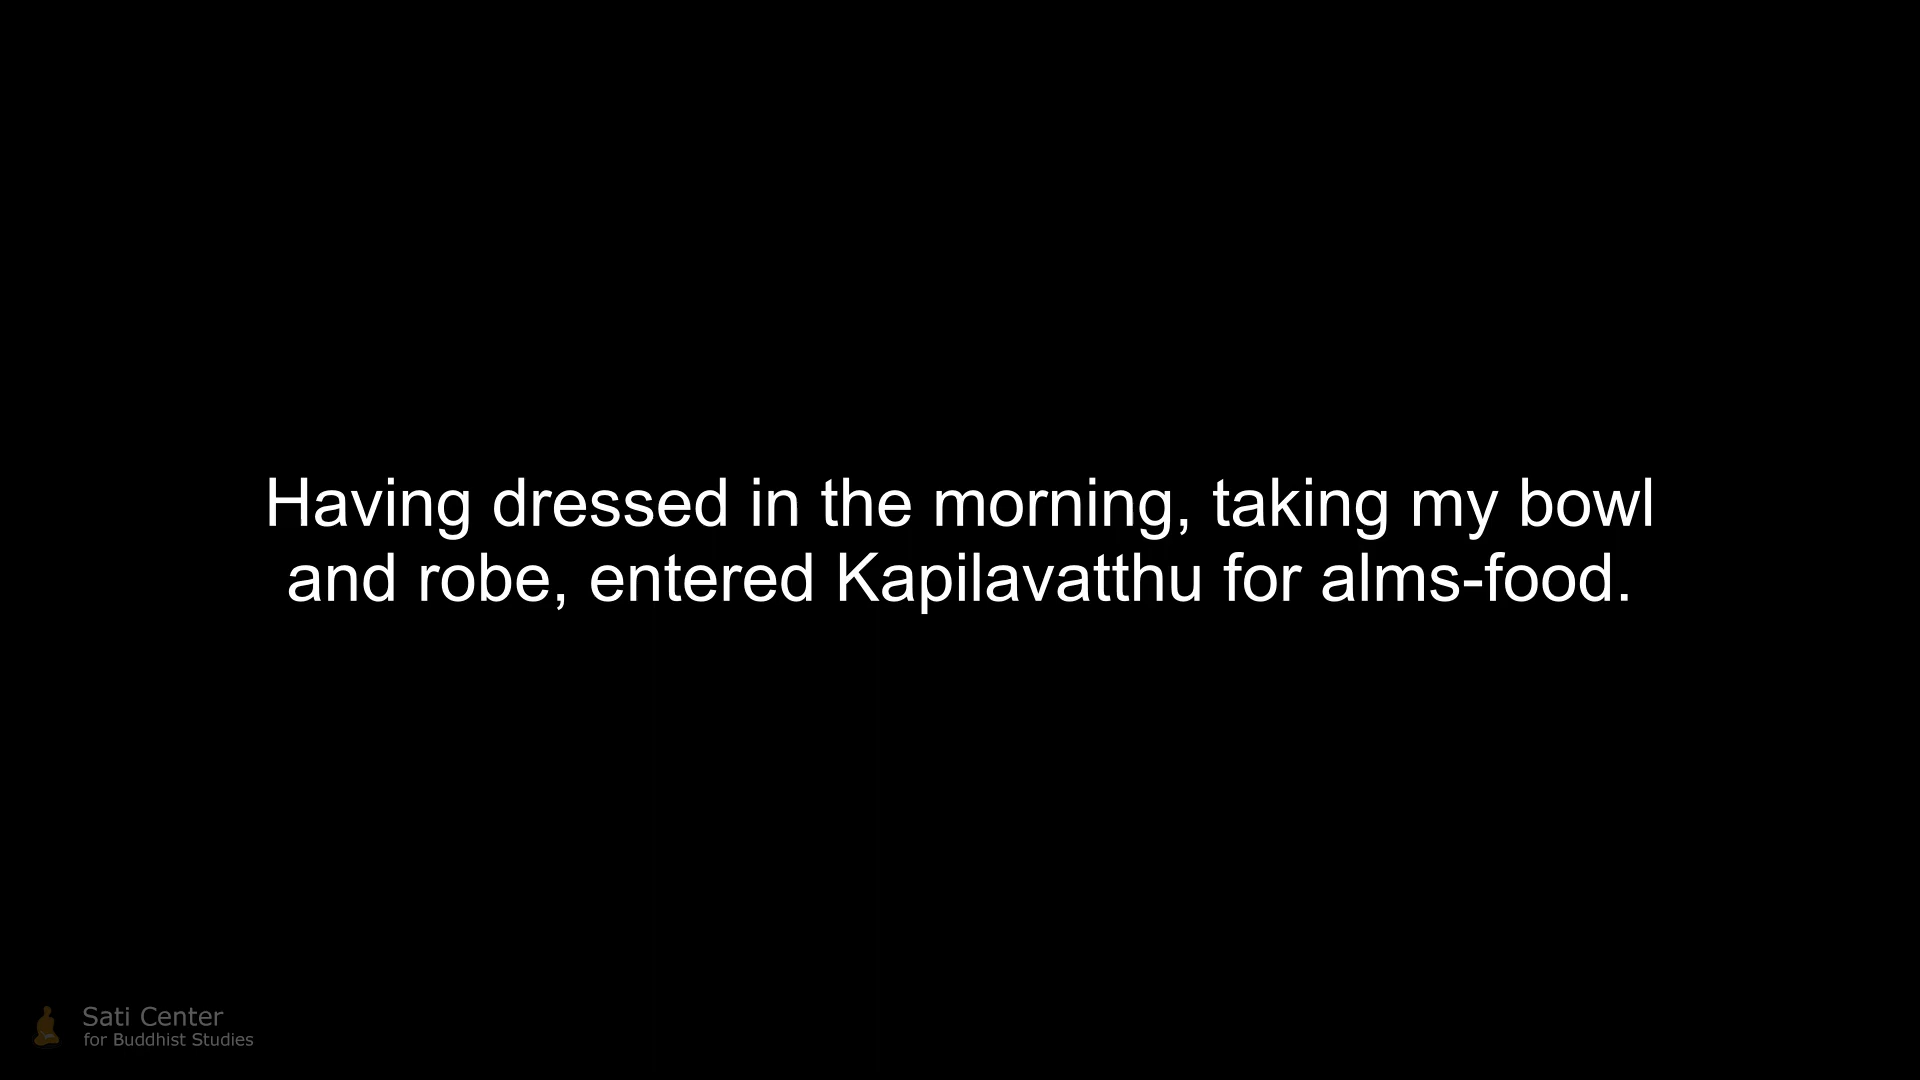 Having dressed in the morning, taking my bowl
and robe, entered Kapilavatthu for alms-food.
Sati Center
for Buddhist Studies